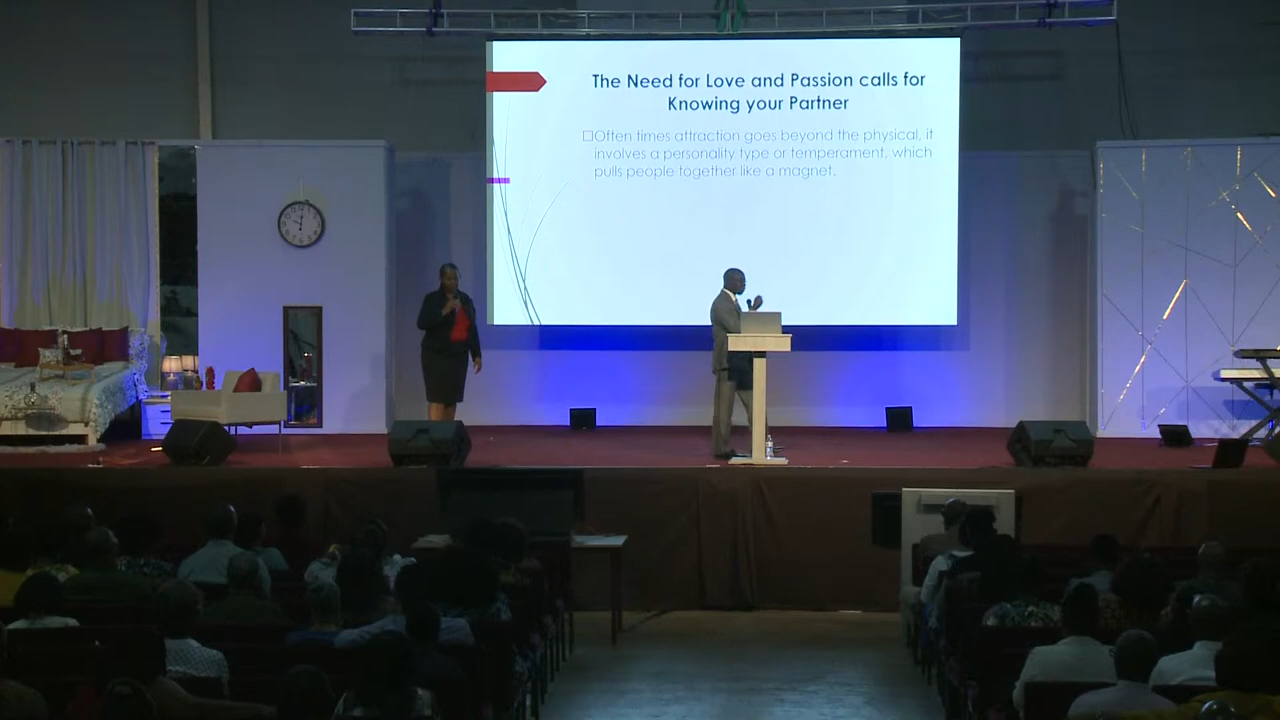 The Need for Love and Passion calls for
Knowing your Partner
Often times attraction goes beyond the physical, it
involves a personality type or temperament, which
pulls people together like a magnet.